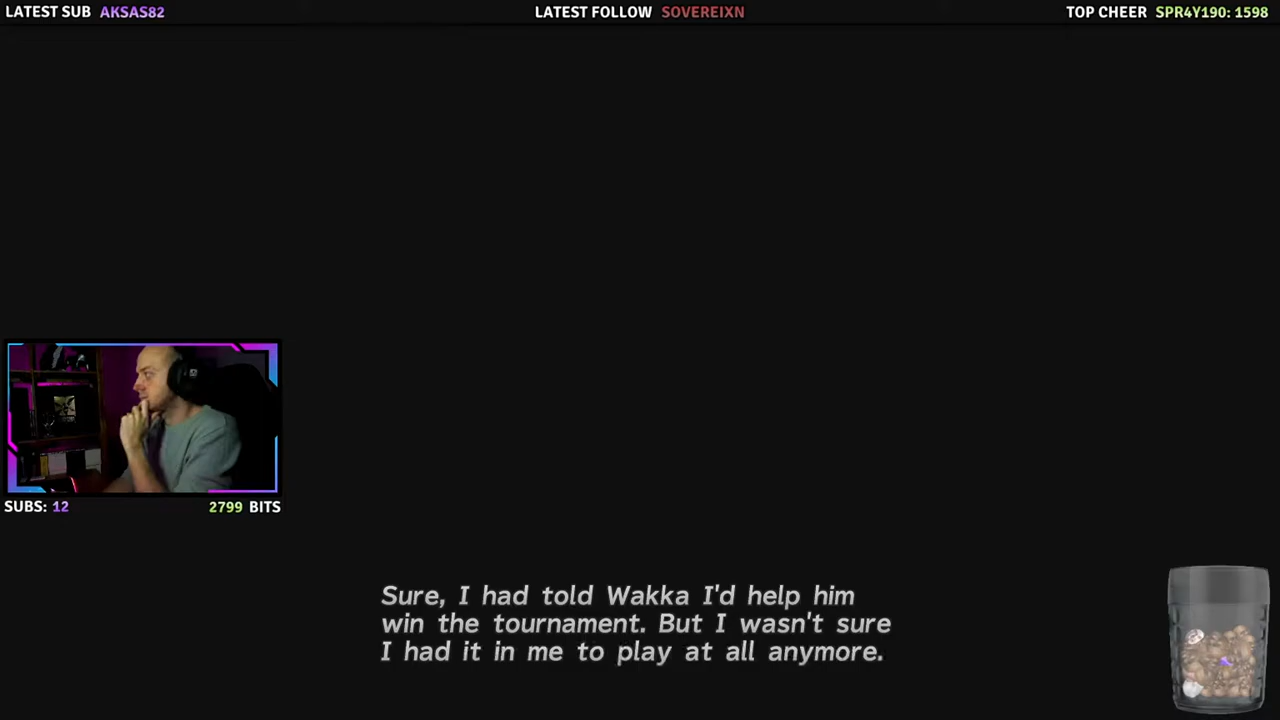 LATEST SUB AKSAS82
LATEST FOLLOW SOVEREIXN
TOP CHEER SPR4Y190: 1598
SUBS: 12
2799 BITS
Sure, I had told Wakka I'd help him
win the tournament. But I wasn't sure
I had it in me to play at all anymore.